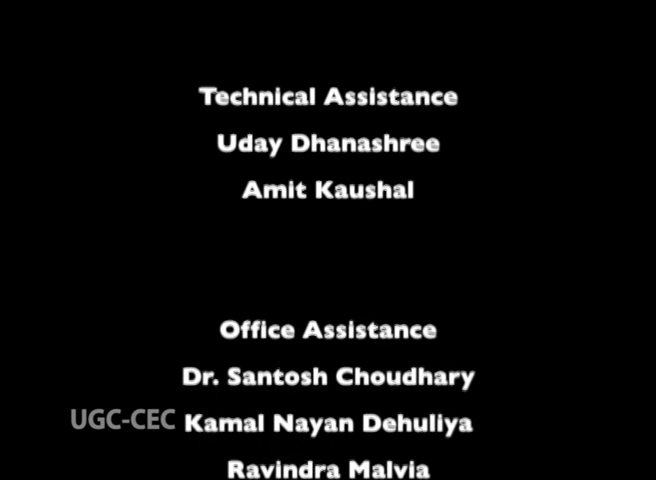 Technical Assistance
Uday Dhanashree
Amit Kaushal
Office Assistance
Dr. Santosh Choudhary
UGC-CEC
Kamal Nayan Dehuliya
Ravindra Malvia